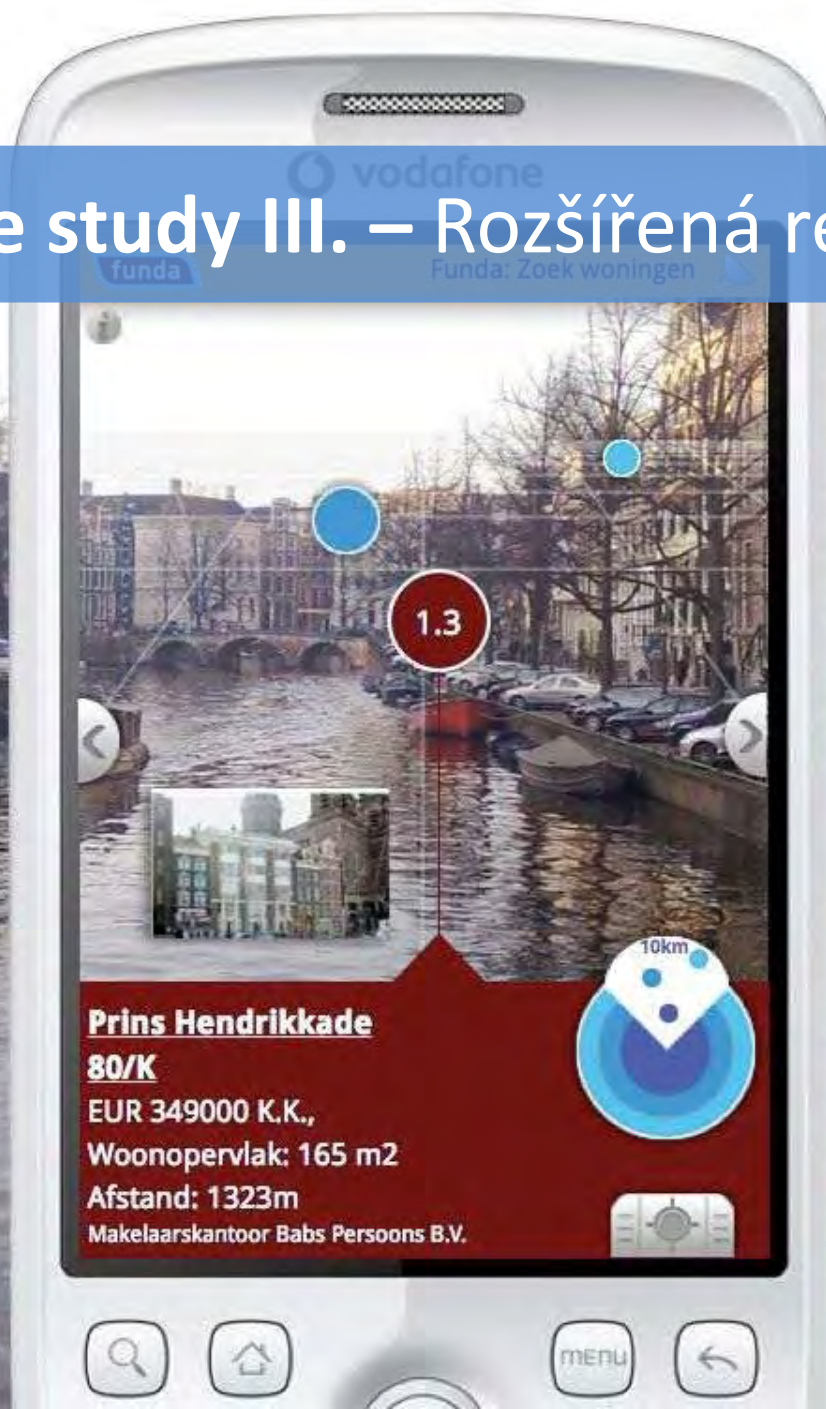 vodafone
e study III. – Rozšířená re
funda
Funda: Zoek woningen
1.3
10km
Prins Hendrikkade
80/K
EUR 349000 K.K.,
Woonopervlak: 165 m2
Afstand: 1323m
Makelaarskantoor Babs Persoons B.V.
menu